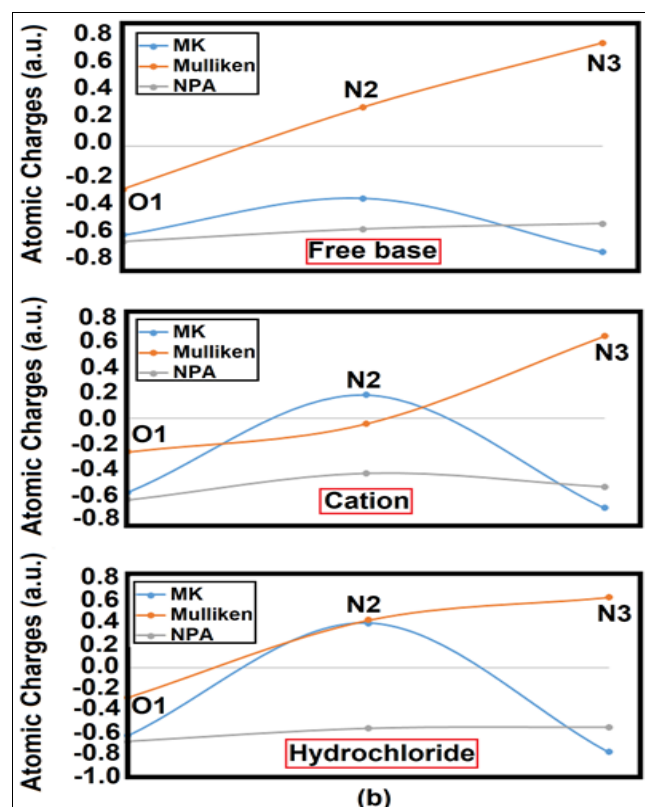 Atomic Charges (a.u.)
0.8
0.6
0.4
0.2
0.0
-0.2
-0.4
-0.6
-0.8
MK
Mulliken
NPA
O1
N2
N3
Free base
Atomic Charges (a.u.)
0.8
0.6
0.4
0.2
0.0
-0.2
-0.4
-0.6
-0.8
MK
Mulliken
NPA
O1
N2
N3
Cation
Atomic Charges (a.u.)
0.8
0.6
0.4
0.2
0.0
-0.2
-0.4
-0.6
-0.8
-1.0
MK
Mulliken
NPA
O1
N2
N3
Hydrochloride
(b)